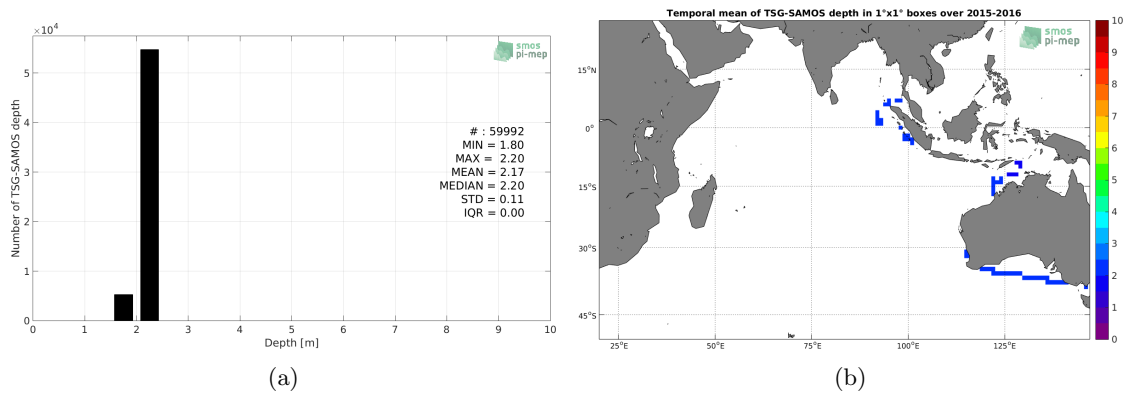 ×10⁴
smos
pi-mep
5
4
3
2
1
0
Number of TSG-SAMOS depth
# : 59992
MIN = 1.80
MAX = 2.20
MEAN = 2.17
MEDIAN = 2.20
STD = 0.11
IQR = 0.00
0 1 2 3 4 5 6 7 8 9 10
Depth [m]
(a)
Temporal mean of TSG-SAMOS depth in 1°x1° boxes over 2015-2016
smos
pi-mep
15°N
0°
15°S
30°S
45°S
25°E 50°E 75°E 100°E 125°E
10
9
8
7
6
5
4
3
2
1
0
(b)